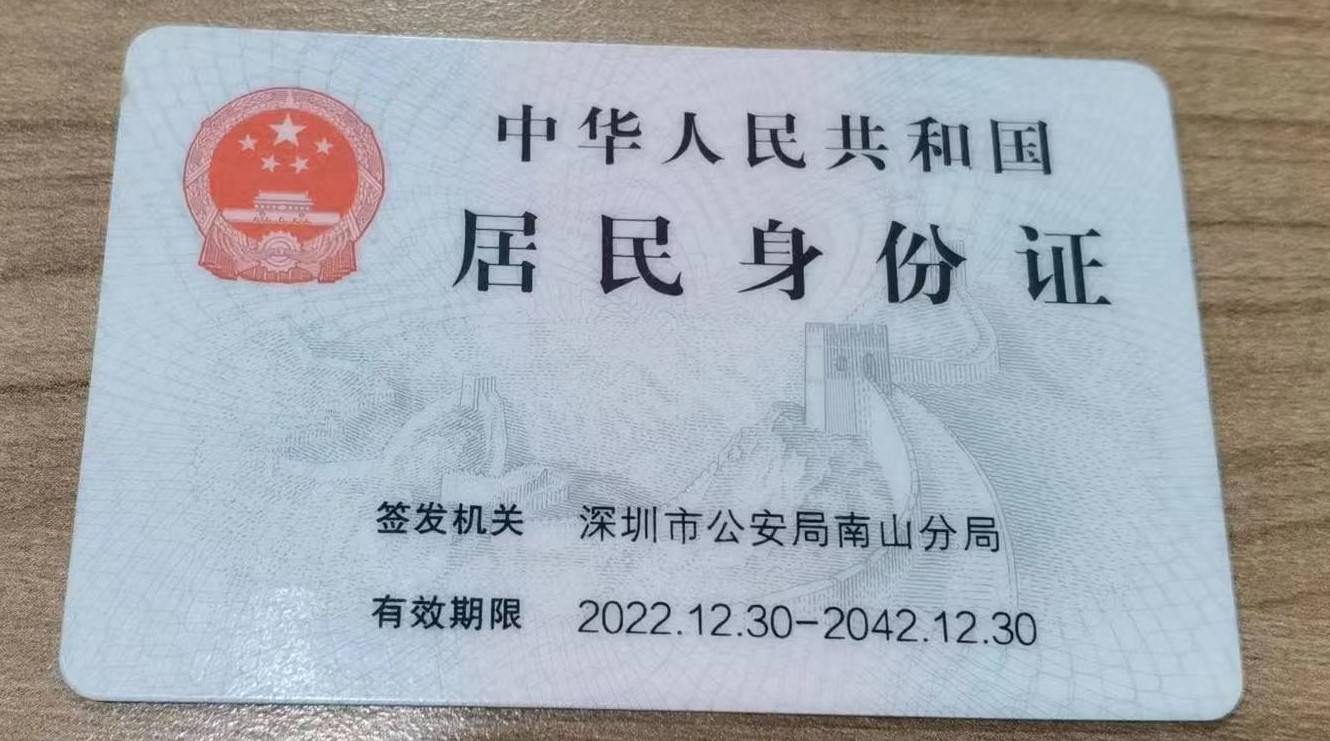 中华人民共和国
居民身份证
签发机关 深圳市公安局南山分局
有效期限 2022.12.30-2042.12.30